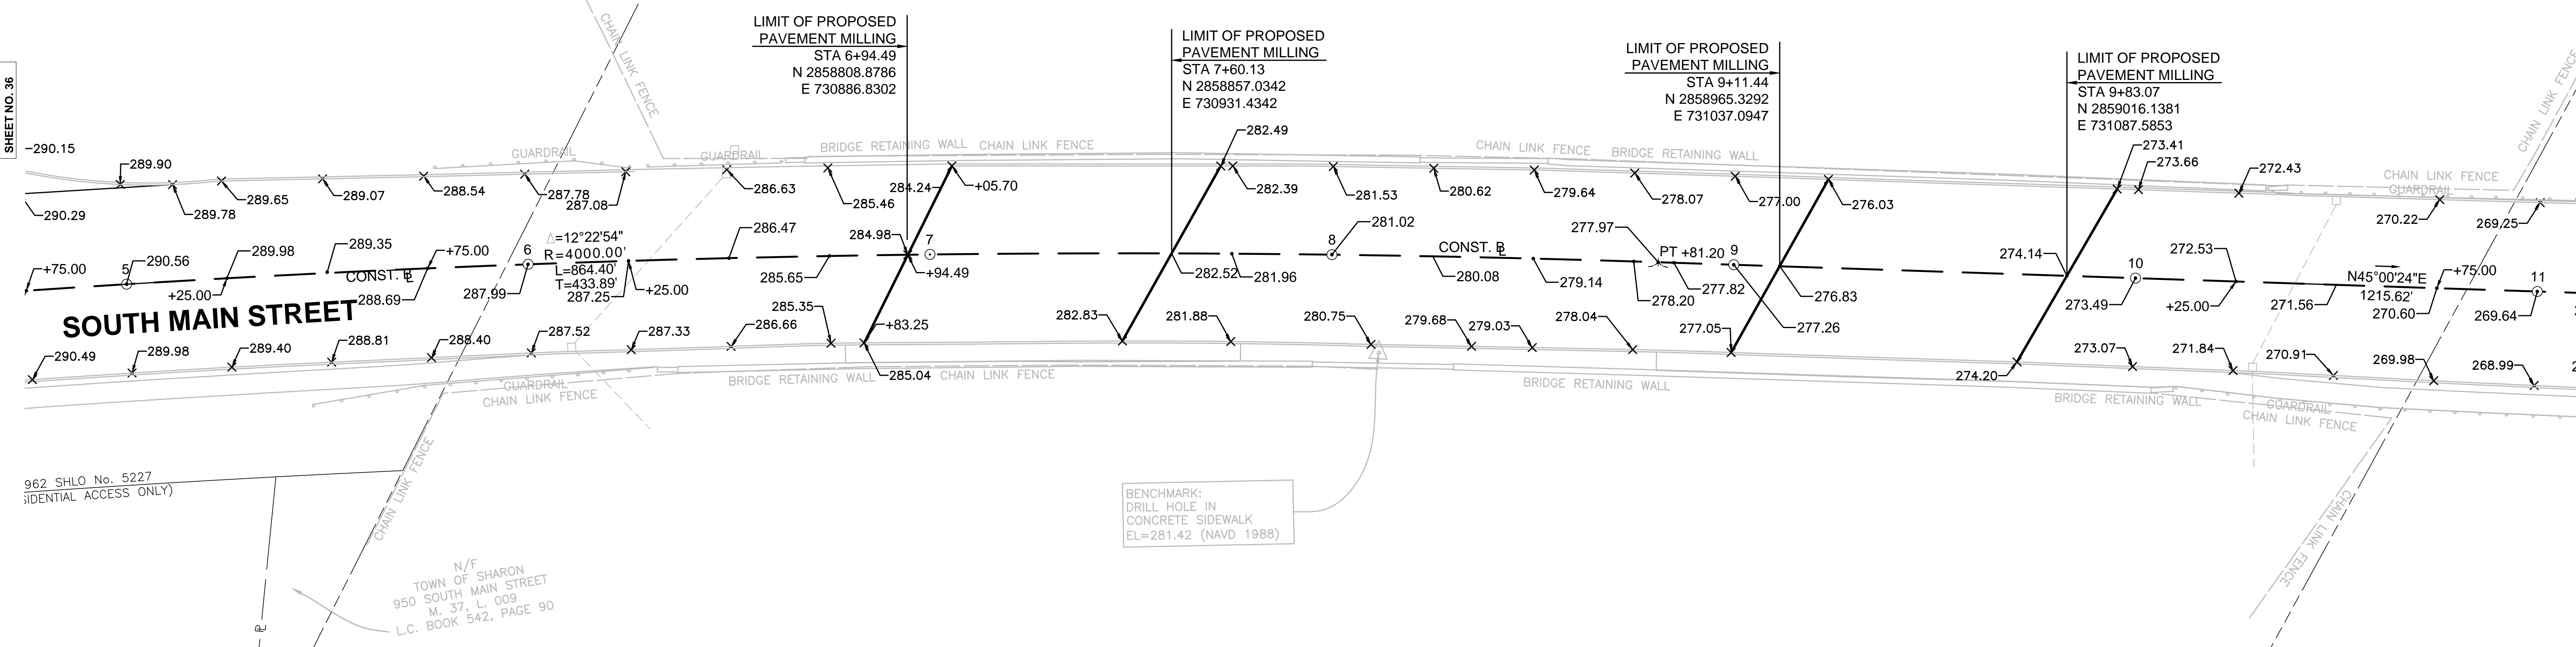 SHEET NO. 36
LIMIT OF PROPOSED
PAVEMENT MILLING
STA 6+94.49
N 2858808.8786
E 730886.8302
LIMIT OF PROPOSED
PAVEMENT MILLING
STA 7+60.13
N 2858857.0342
E 730931.4342
LIMIT OF PROPOSED
PAVEMENT MILLING
STA 9+11.44
N 2858965.3292
E 731037.0947
LIMIT OF PROPOSED
PAVEMENT MILLING
STA 9+83.07
N 2859016.1381
E 731087.5853
CHAIN LINK FENCE
CHAIN LINK FENCE
GUARDRAIL
GUARDRAIL
BRIDGE RETAINING WALL
CHAIN LINK FENCE
CHAIN LINK FENCE
BRIDGE RETAINING WALL
CHAIN LINK FENCE
GUARDRAIL
290.15
289.90
290.29
289.78
289.65
289.07
288.54
287.78
287.08
286.63
285.46
284.24
+05.70
282.49
282.39
281.53
280.62
279.64
278.07
277.00
276.03
273.41
273.66
272.43
270.22
269.25
+75.00
5
290.56
+25.00
289.98
289.35
CONST. B
L
288.69
+75.00
6
287.99
△=12°22'54"
R=4000.00'
L=864.40'
T=433.89'
287.25
+25.00
286.47
285.65
284.98
7
+94.49
282.52
281.96
8
281.02
CONST. B
L
280.08
279.14
278.20
277.97
PT +81.20
277.82
9
277.26
276.83
274.14
10
273.49
+25.00
272.53
271.56
N45°00'24"E
1215.62'
+75.00
270.60
11
269.64
SOUTH MAIN STREET
290.49
289.98
289.40
288.81
288.40
287.52
287.33
286.66
285.35
+83.25
285.04
282.83
281.88
280.75
279.68
279.03
278.04
277.05
274.20
273.07
271.84
270.91
269.98
268.99
GUARDRAIL
CHAIN LINK FENCE
BRIDGE RETAINING WALL
CHAIN LINK FENCE
BRIDGE RETAINING WALL
BRIDGE RETAINING WALL
GUARDRAIL
CHAIN LINK FENCE
CHAIN LINK FENCE
CHAIN LINK FENCE
962 SHLO No. 5227
SIDENTIAL ACCESS ONLY)
BENCHMARK:
DRILL HOLE IN
CONCRETE SIDEWALK
EL=281.42 (NAVD 1988)
N/F
TOWN OF SHARON
950 SOUTH MAIN STREET
M. 37, L. 009
L.C. BOOK 542, PAGE 90